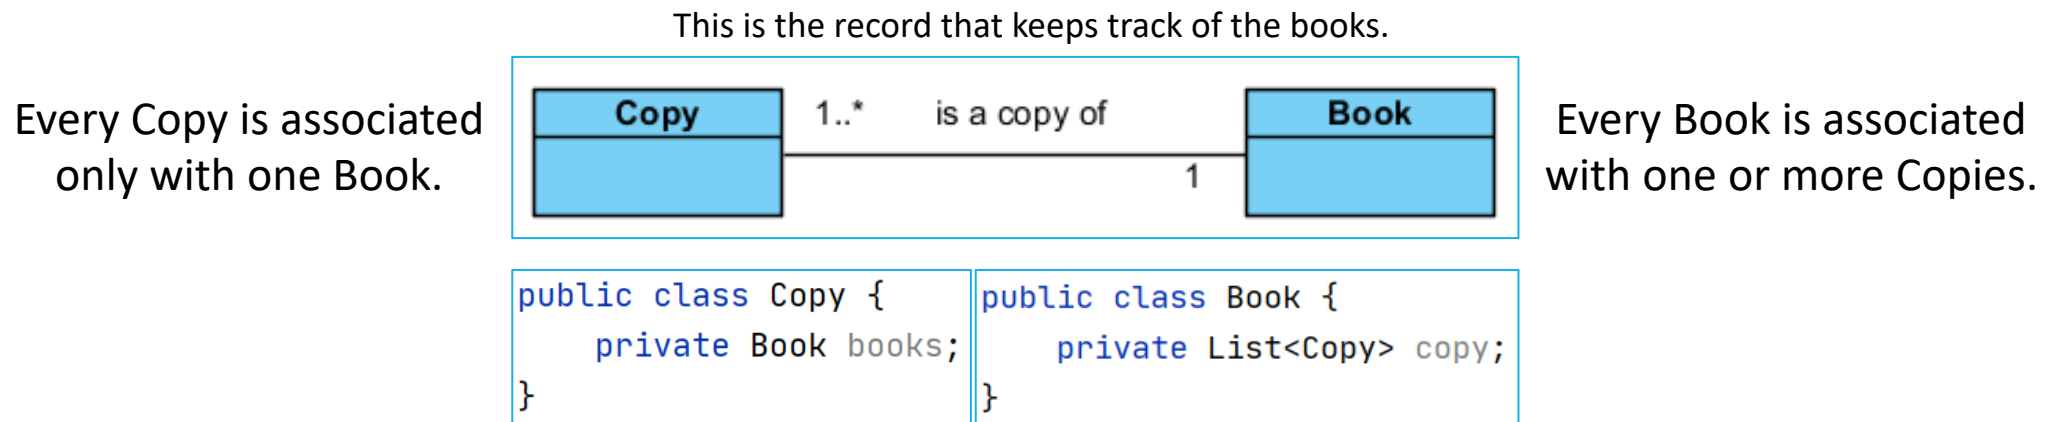 This is the record that keeps track of the books.
Every Copy is associated
only with one Book.
Copy
1..*
is a copy of
1
Book
Every Book is associated
with one or more Copies.
public class Copy {
    private Book books;
}
public class Book {
    private List<Copy> copy;
}